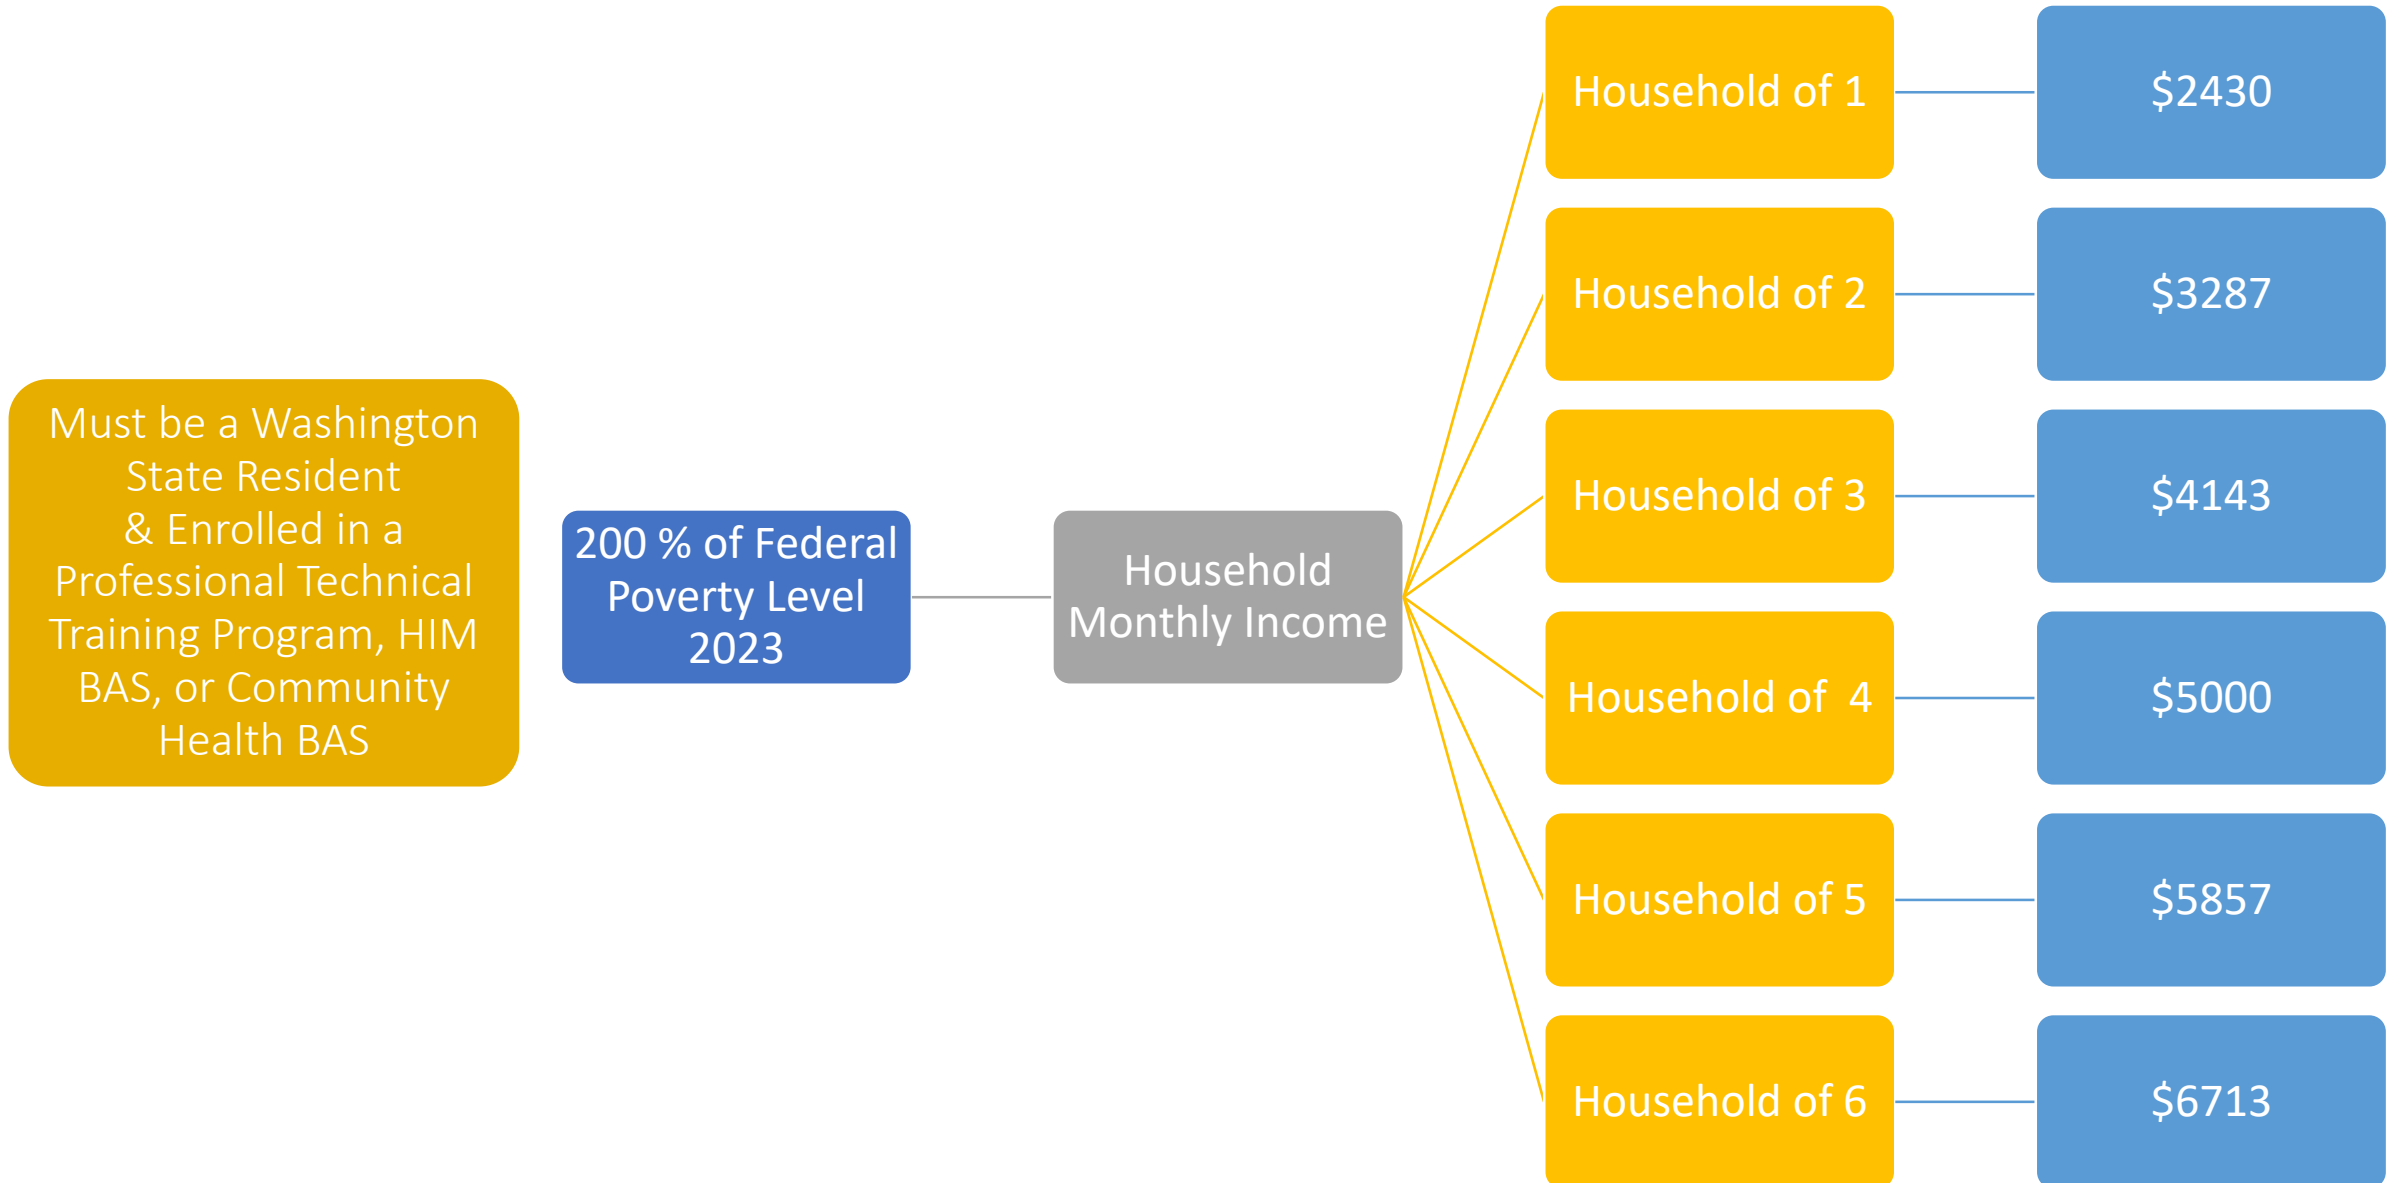 Must be a Washington
State Resident
& Enrolled in a
Professional Technical
Training Program, HIM
BAS, or Community
Health BAS
200 % of Federal
Poverty Level
2023
Household
Monthly Income
Household of 1
$2430
Household of 2
$3287
Household of 3
$4143
Household of  4
$5000
Household of 5
$5857
Household of 6
$6713